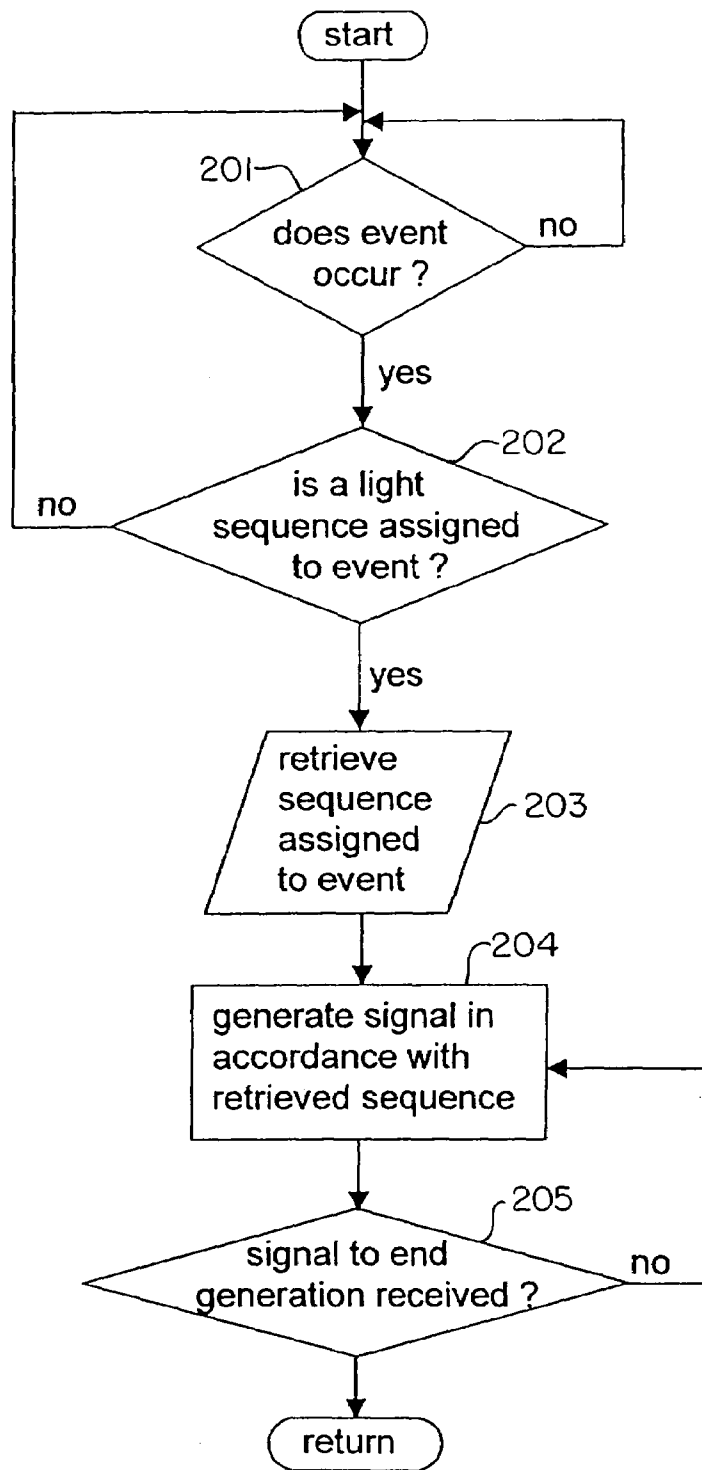 start
201
does event
occur ?
no
yes
202
is a light
sequence assigned
to event ?
no
yes
retrieve
sequence
assigned
to event
203
204
generate signal in
accordance with
retrieved sequence
205
signal to end
generation received ?
no
return